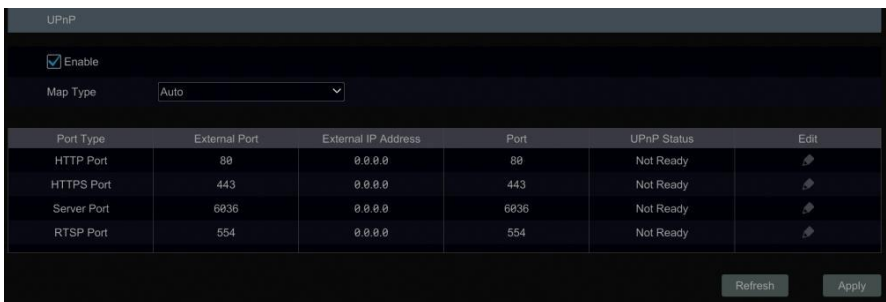 UPnP
Enable
Map Type Auto
Port Type External Port External IP Address Port UPnP Status Edit
HTTP Port 80 0.0.0.0 80 Not Ready
HTTPS Port 443 0.0.0.0 443 Not Ready
Server Port 6036 0.0.0.0 6036 Not Ready
RTSP Port 554 0.0.0.0 554 Not Ready
Refresh Apply